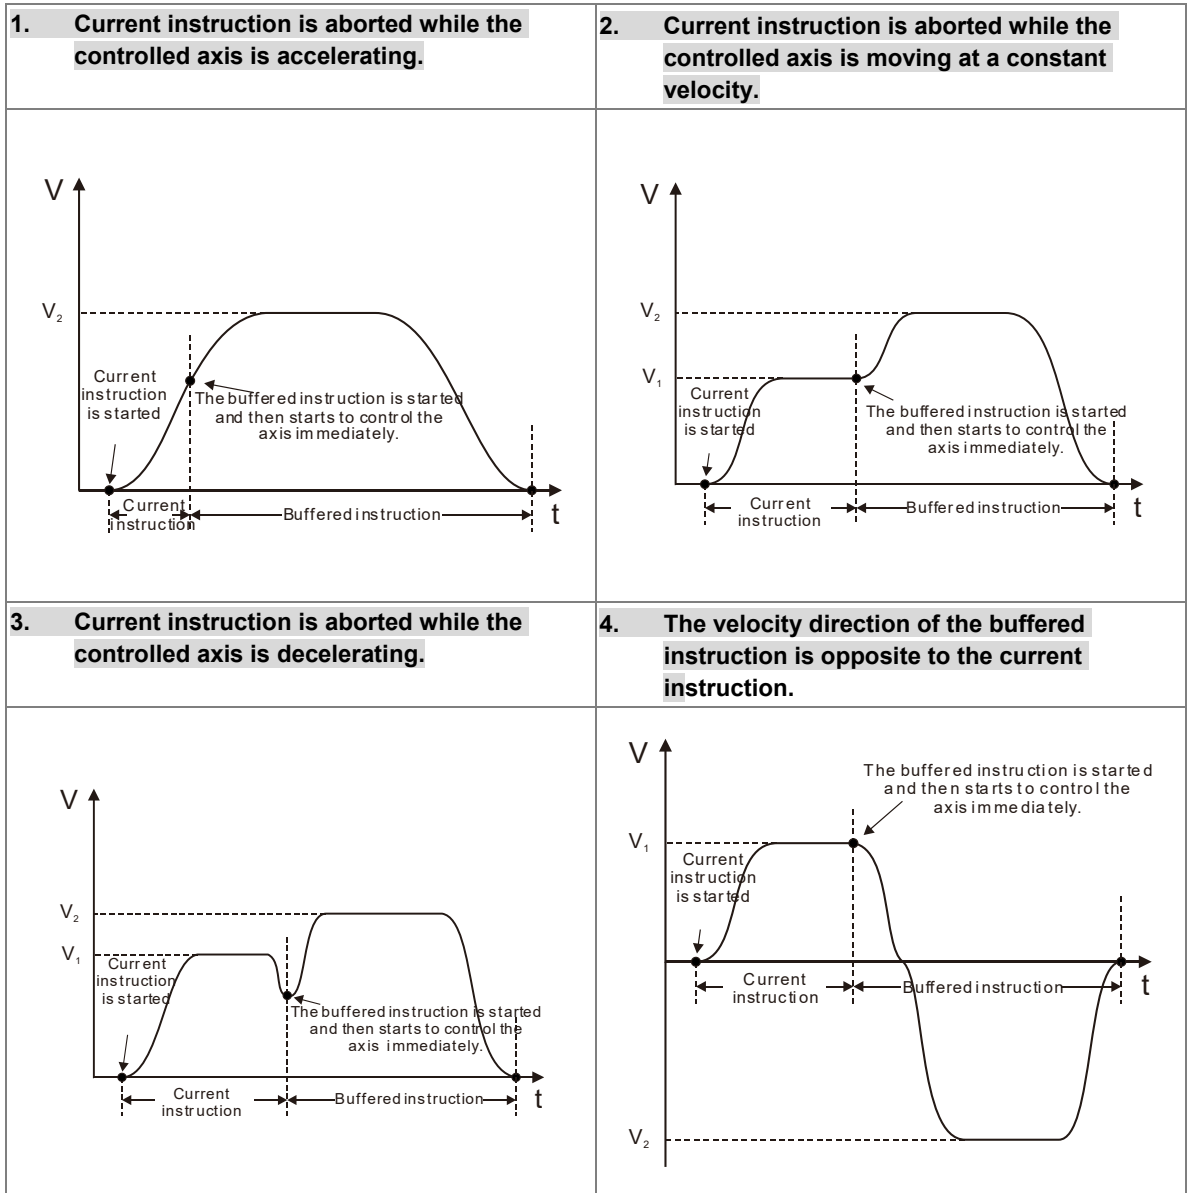 1. Current instruction is aborted while the
controlled axis is accelerating.
2. Current instruction is aborted while the
controlled axis is moving at a constant
velocity.
V
V2
Current
instruction
is started
The buffered instruction is started
and then starts to control the
axis immediately.
Current
instruction
Buffered instruction
t
V
V2
V1
Current
instruction
is started
The buffered instruction is started
and then starts to control the
axis immediately.
Current
instruction
Buffered instruction
t
3. Current instruction is aborted while the
controlled axis is decelerating.
4. The velocity direction of the buffered
instruction is opposite to the current
instruction.
V
V2
V1
Current
instruction
is started
The buffered instruction is started
and then starts to control the
axis immediately.
Current
instruction
Buffered instruction
t
V
The buffered instruction is started
and then starts to control the
axis immediately.
V1
Current
instruction
is started
Current
instruction
Buffered instruction
t
V2